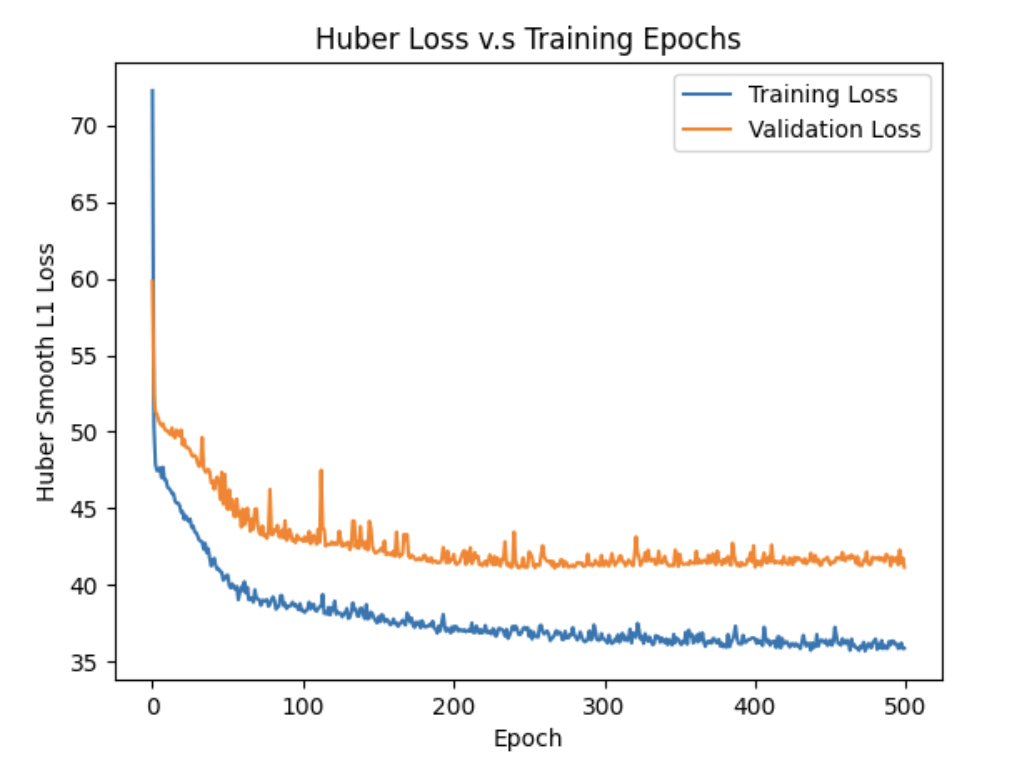 Huber Loss v.s Training Epochs
Training Loss
Validation Loss
Huber Smooth L1 Loss
70
65
60
55
50
45
40
35
0 100 200 300 400 500
Epoch